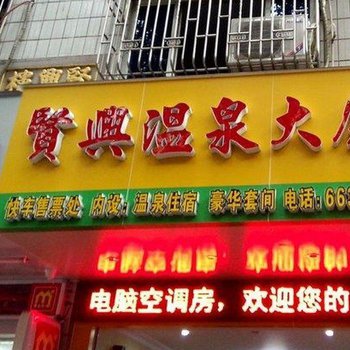 賢興温泉大
快车售票处 内设:温泉住宿 豪华套间 电话:663
电脑空调房，欢迎您的